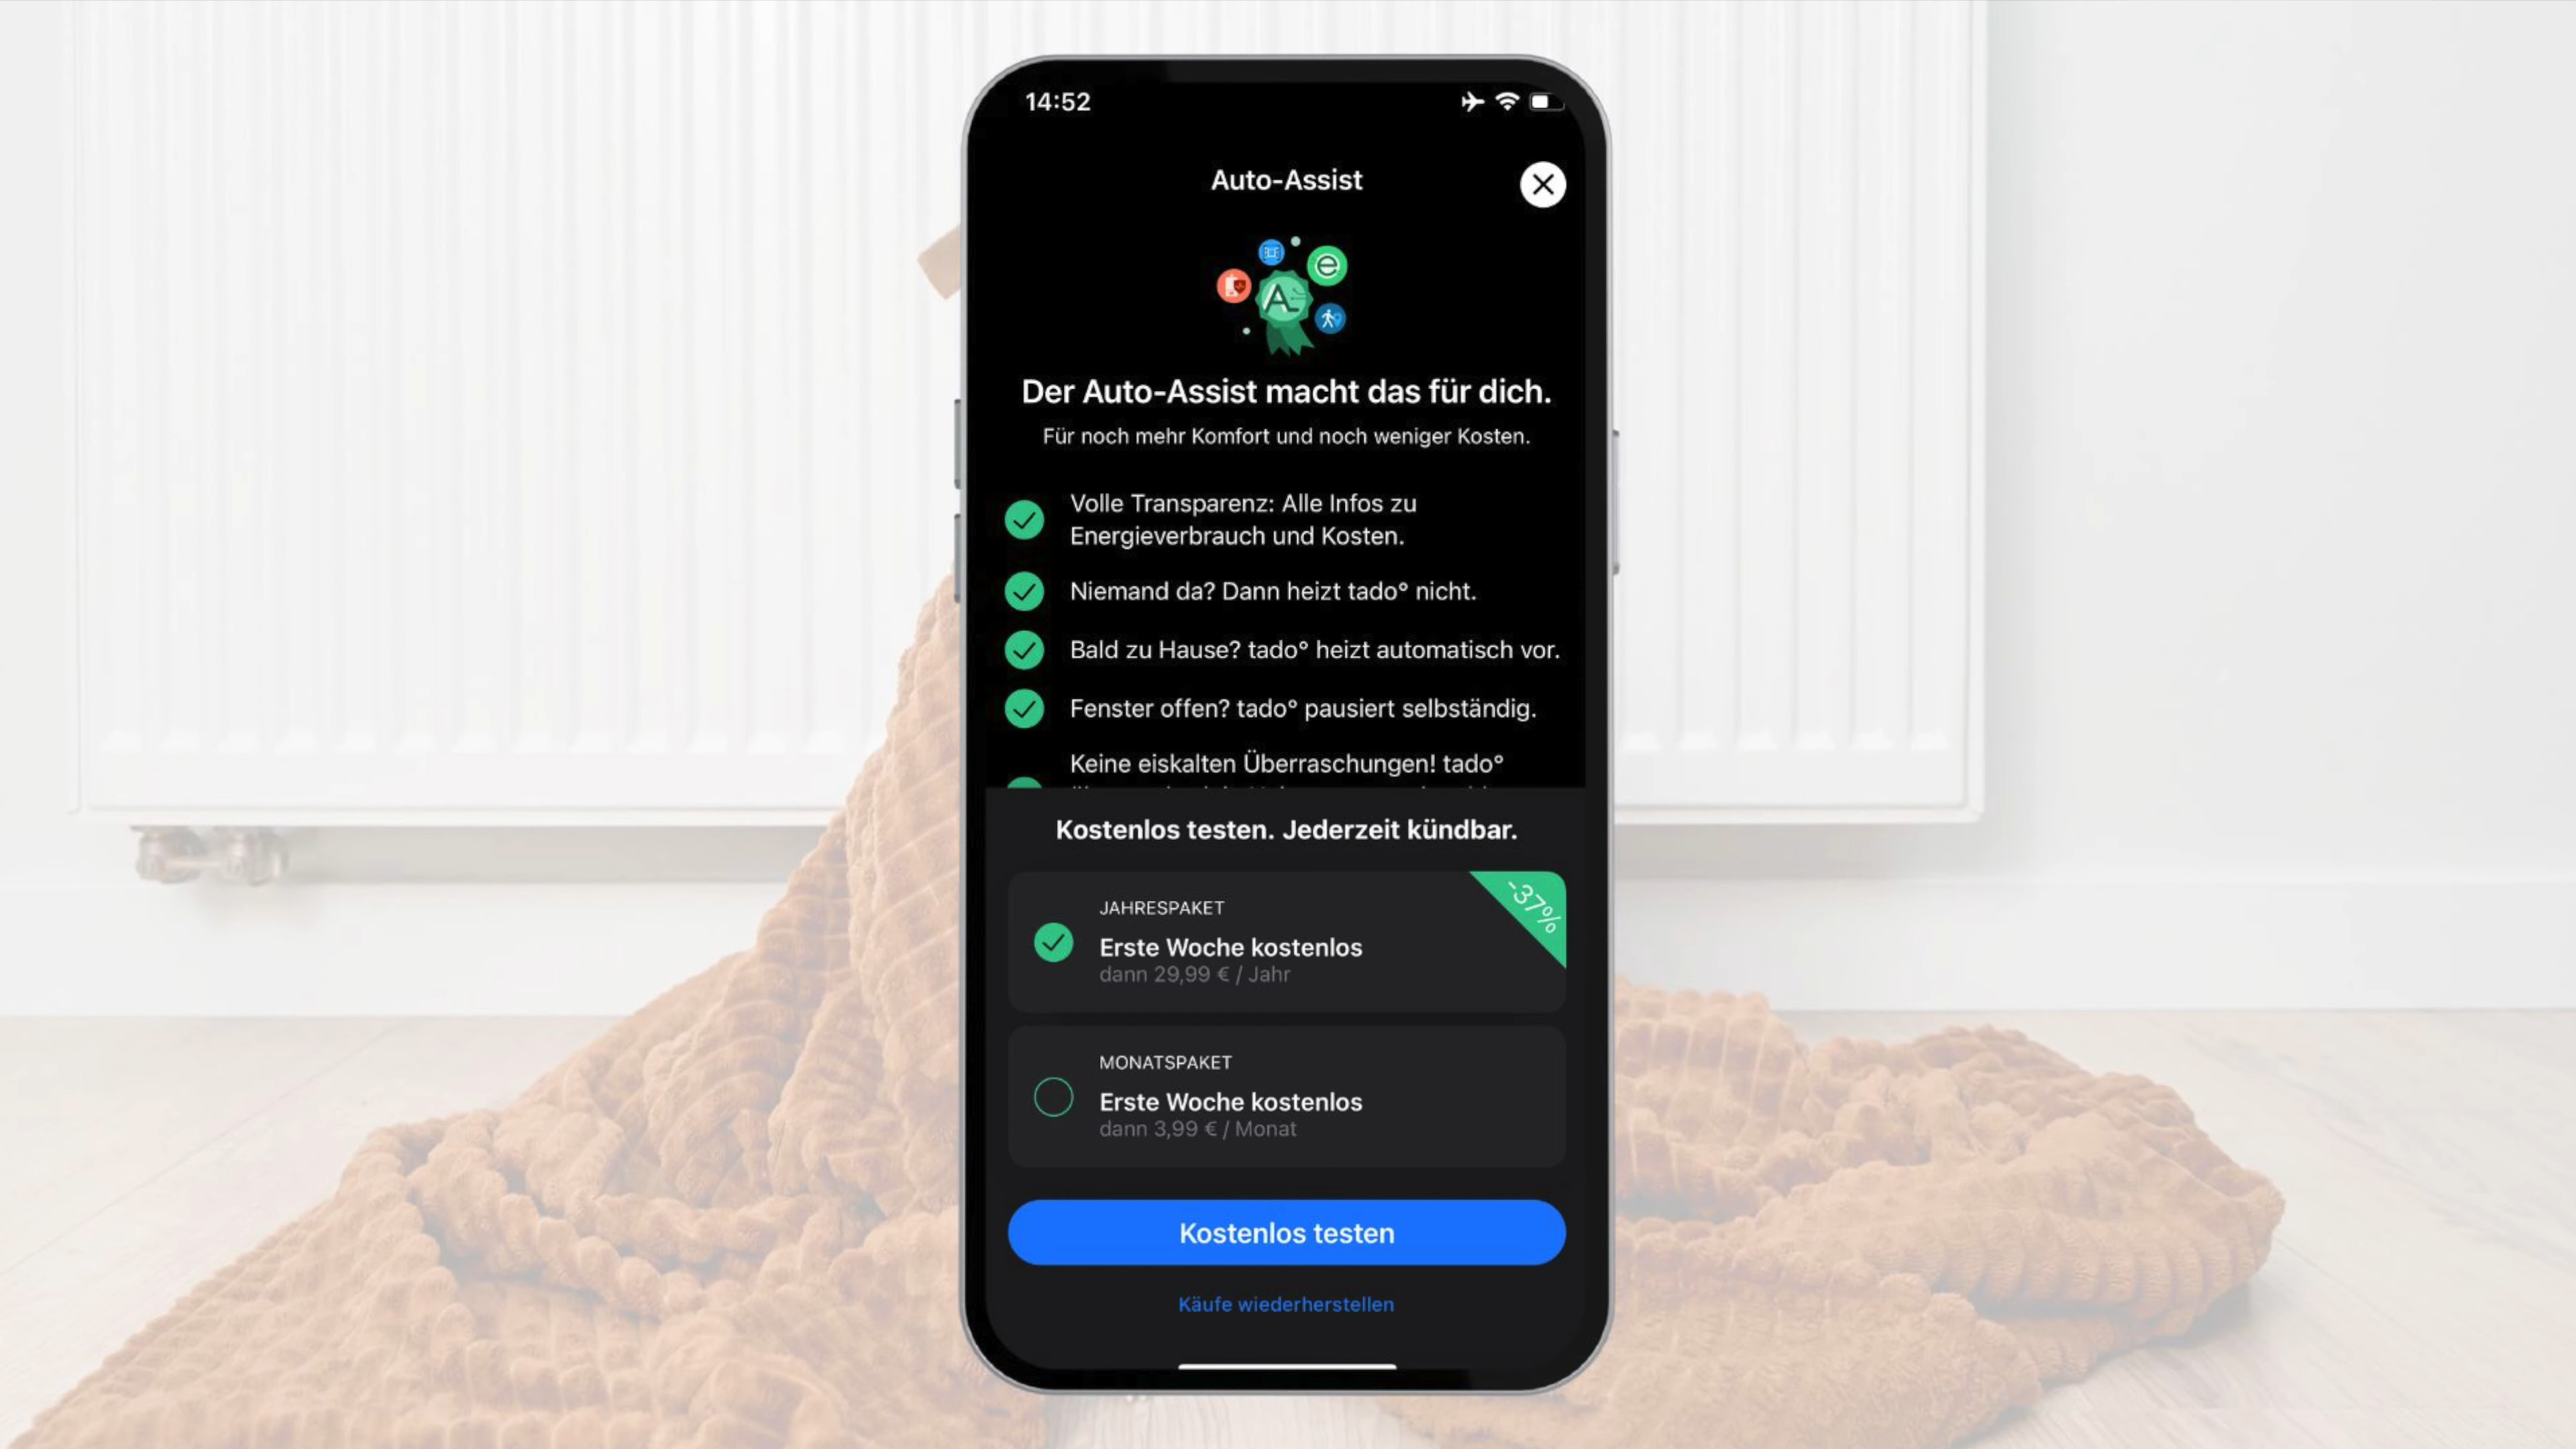 14:52
Auto-Assist
Der Auto-Assist macht das für dich.
Für noch mehr Komfort und noch weniger Kosten.
Volle Transparenz: Alle Infos zu
Energieverbrauch und Kosten.
Niemand da? Dann heizt tado° nicht.
Bald zu Hause? tado° heizt automatisch vor.
Fenster offen? tado° pausiert selbständig.
Keine eiskalten Überraschungen! tado°
Kostenlos testen. Jederzeit kündbar.
-37%
JAHRESPAKET
Erste Woche kostenlos
dann 29,99 € / Jahr
MONATSPAKET
Erste Woche kostenlos
dann 3,99 € / Monat
Kostenlos testen
Käufe wiederherstellen